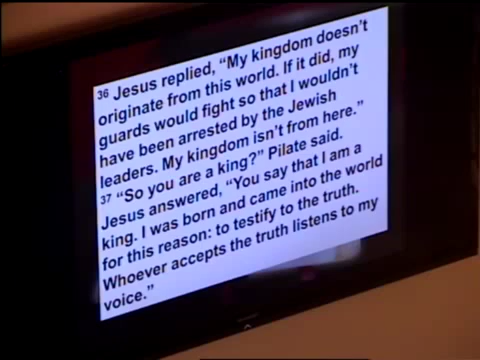 36 Jesus replied, “My kingdom doesn’t
originate from this world. If it did, my
guards would fight so that I wouldn’t
have been arrested by the Jewish
leaders. My kingdom isn’t from here.”
37 “So you are a king?” Pilate said.
Jesus answered, “You say that I am a
king. I was born and came into the world
for this reason: to testify to the truth.
Whoever accepts the truth listens to my
voice.”